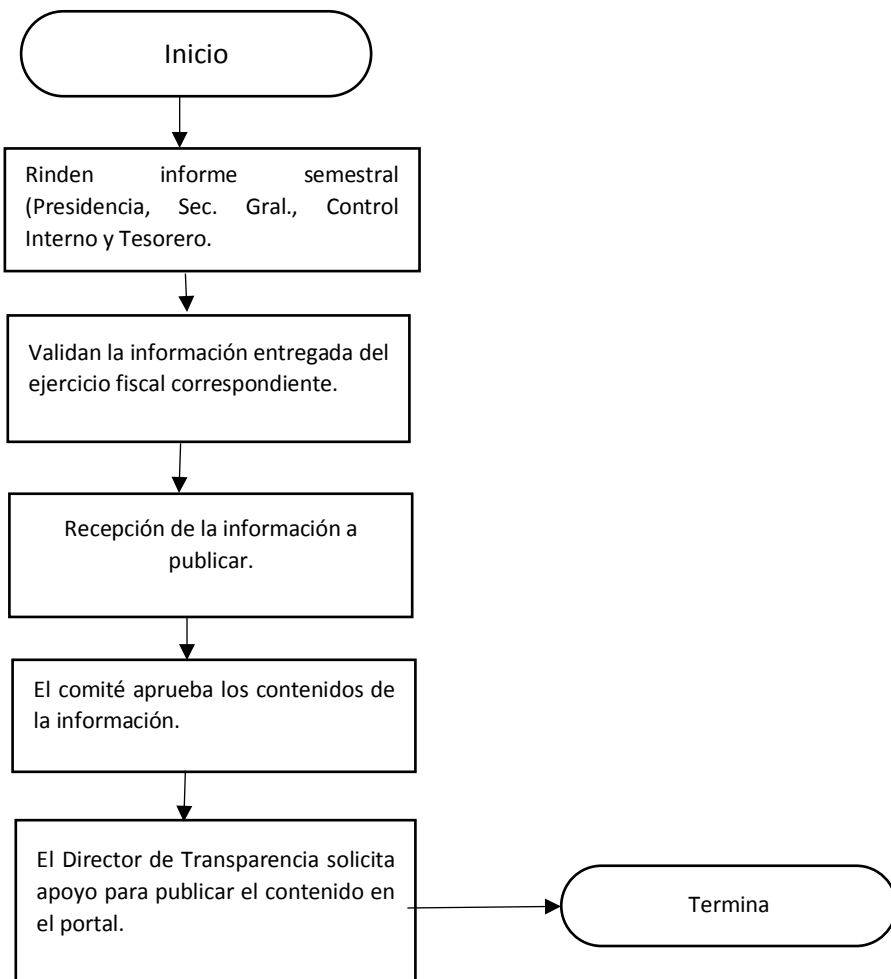 Inicio
Rinden informe semestral
(Presidencia, Sec. Gral., Control
Interno y Tesorero.
Validan la información entregada del
ejercicio fiscal correspondiente.
Recepción de la información a
publicar.
El comité aprueba los contenidos de
la información.
El Director de Transparencia solicita
apoyo para publicar el contenido en
el portal.
Termina